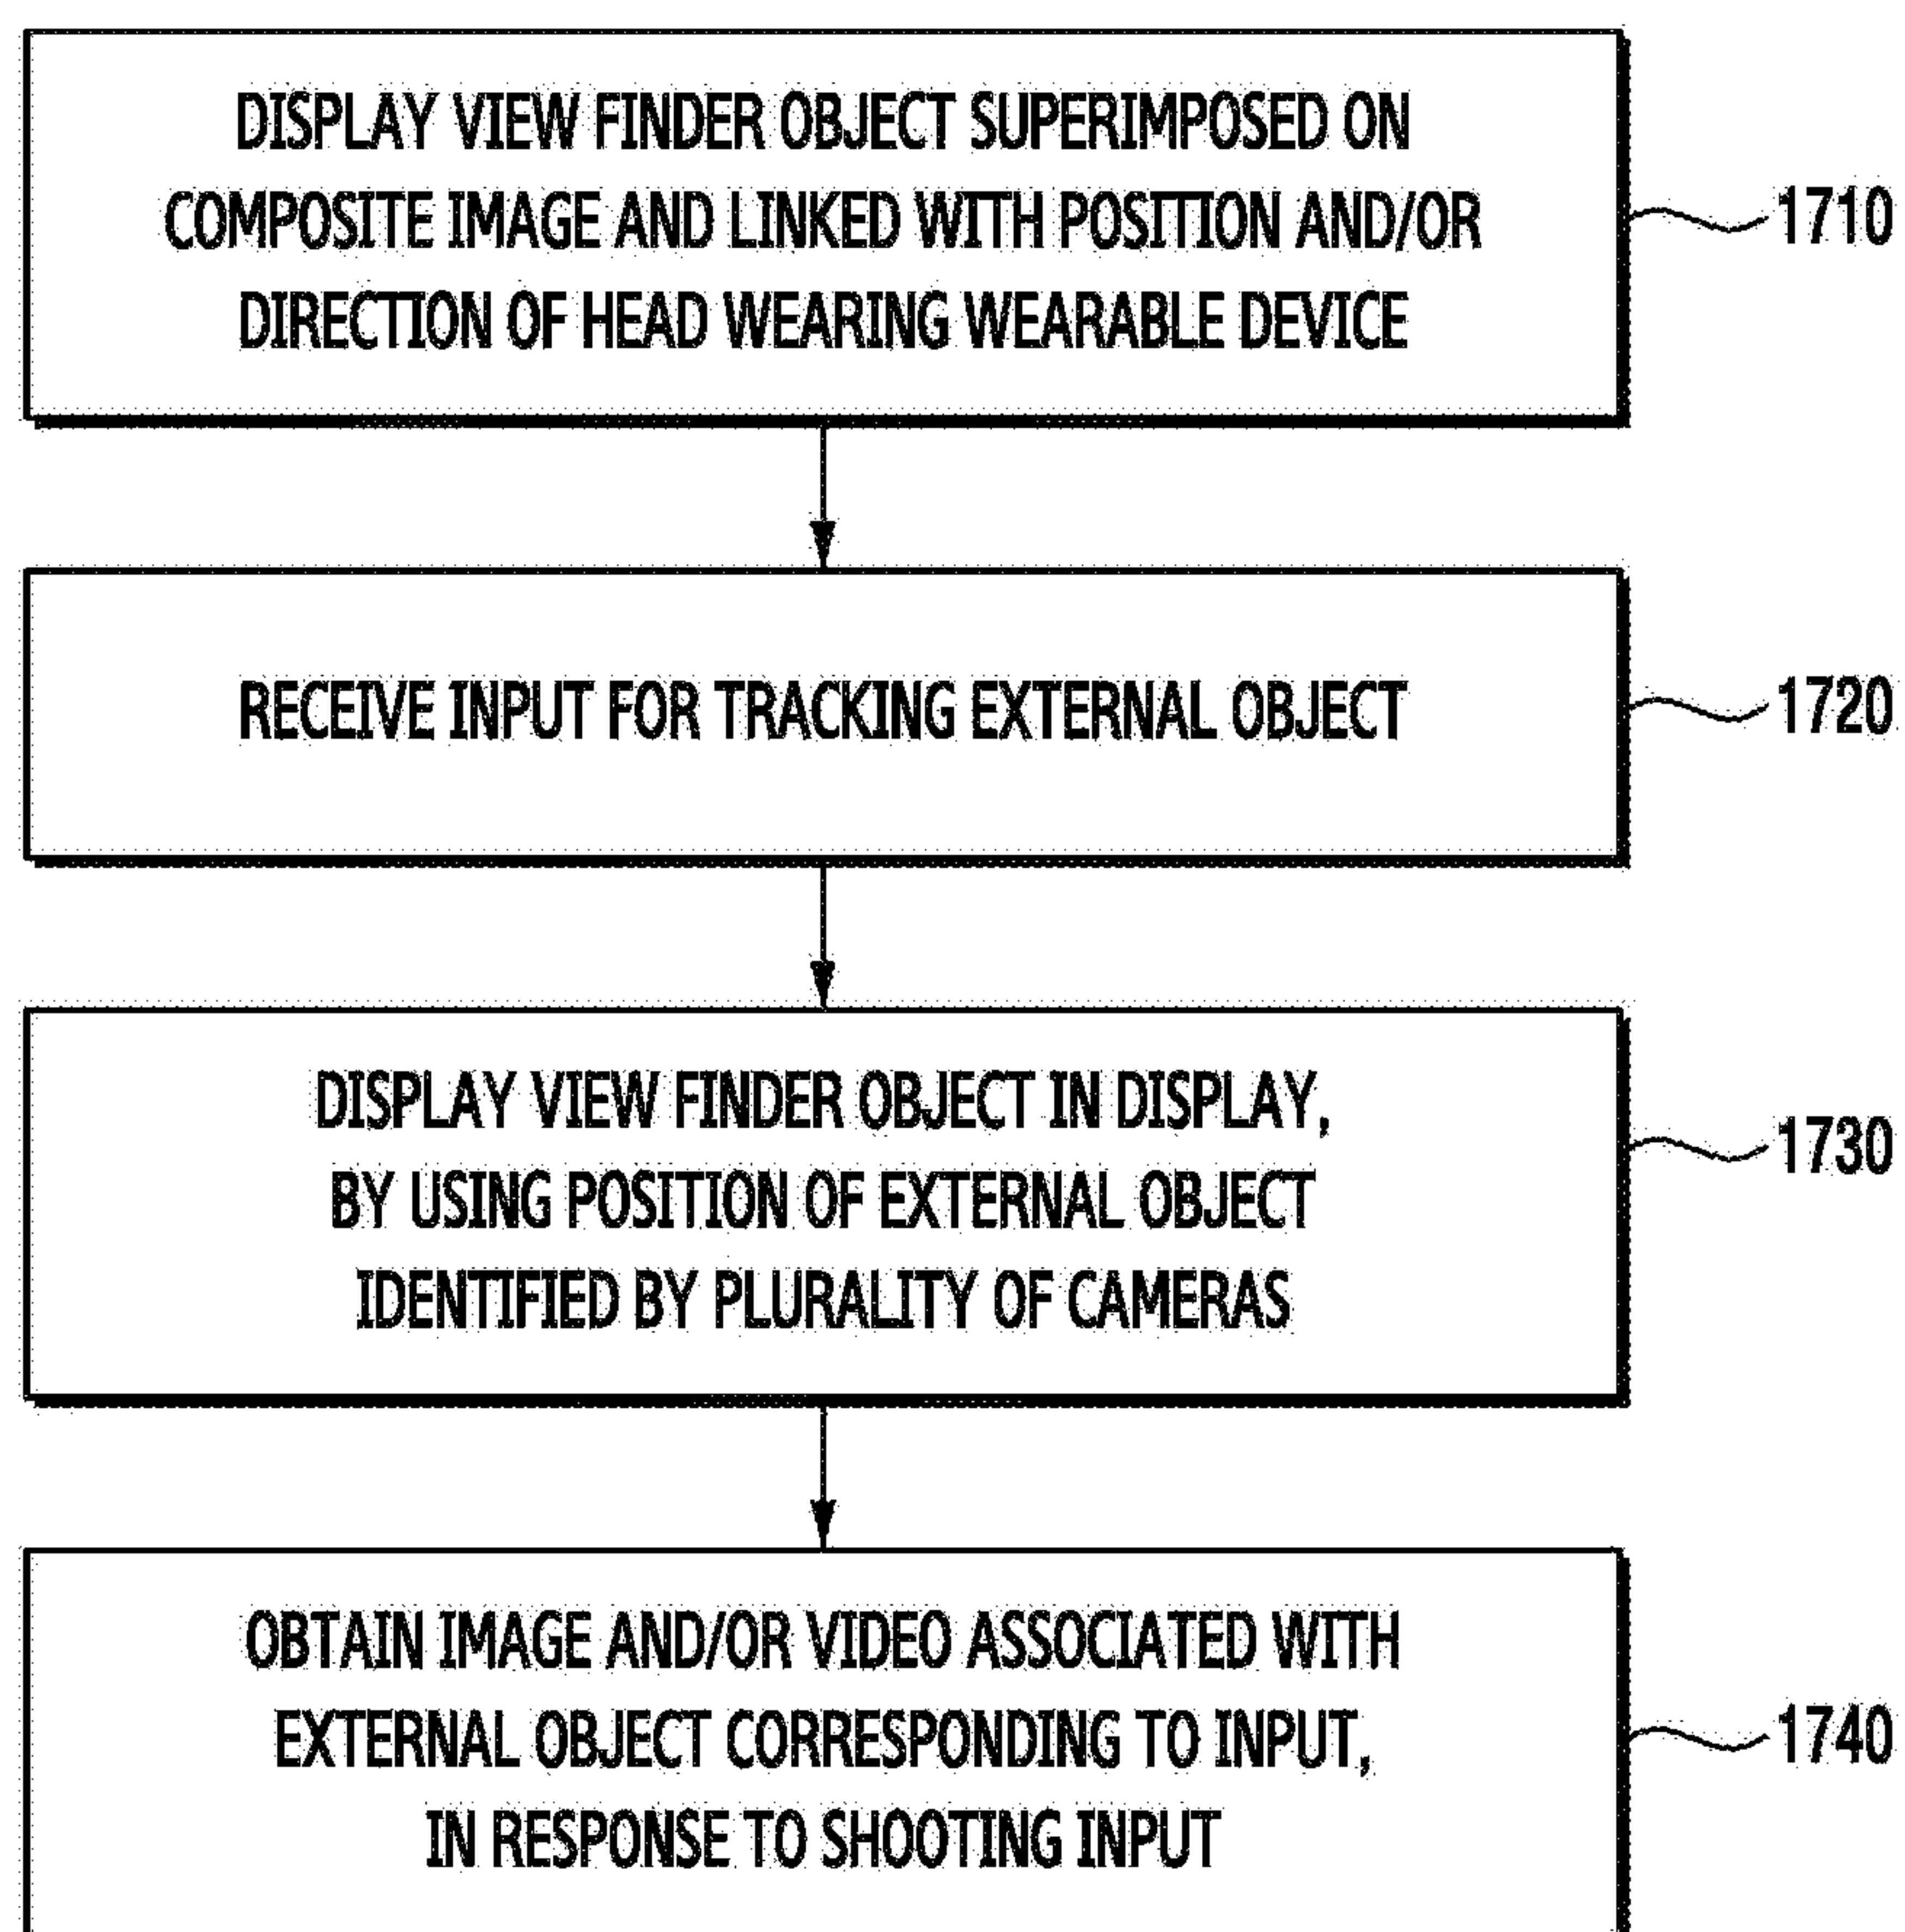 DISPLAY VIEW FINDER OBJECT SUPERIMPOSED ON
COMPOSITE IMAGE AND LINKED WITH POSITION AND/OR
DIRECTION OF HEAD WEARING WEARABLE DEVICE
1710
RECEIVE INPUT FOR TRACKING EXTERNAL OBJECT
1720
DISPLAY VIEW FINDER OBJECT IN DISPLAY,
BY USING POSITION OF EXTERNAL OBJECT
IDENTIFIED BY PLURALITY OF CAMERAS
1730
OBTAIN IMAGE AND/OR VIDEO ASSOCIATED WITH
EXTERNAL OBJECT CORRESPONDING TO INPUT,
IN RESPONSE TO SHOOTING INPUT
1740